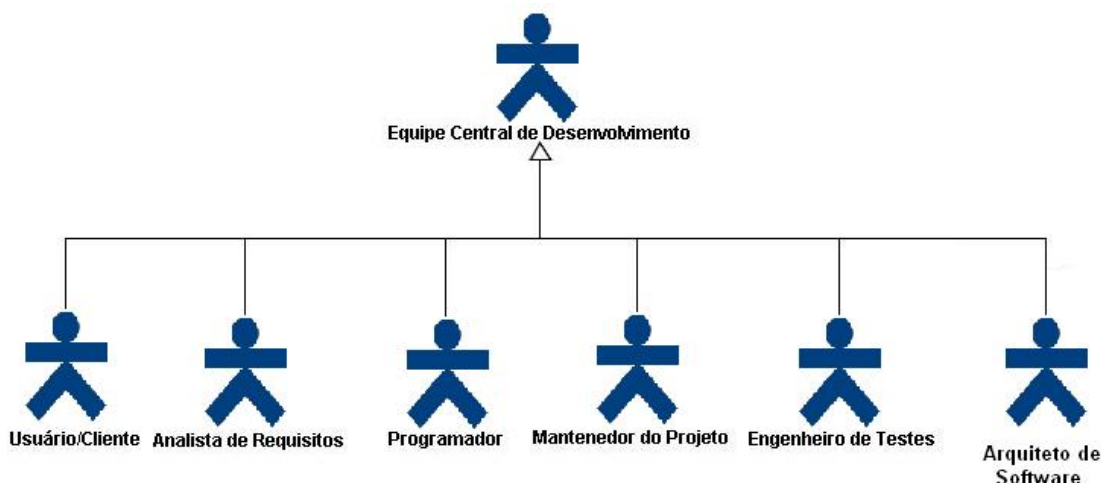 Equipe Central de Desenvolvimento
Usuário/Cliente
Analista de Requisitos
Programador
Mantenedor do Projeto
Engenheiro de Testes
Arquiteto de
Software